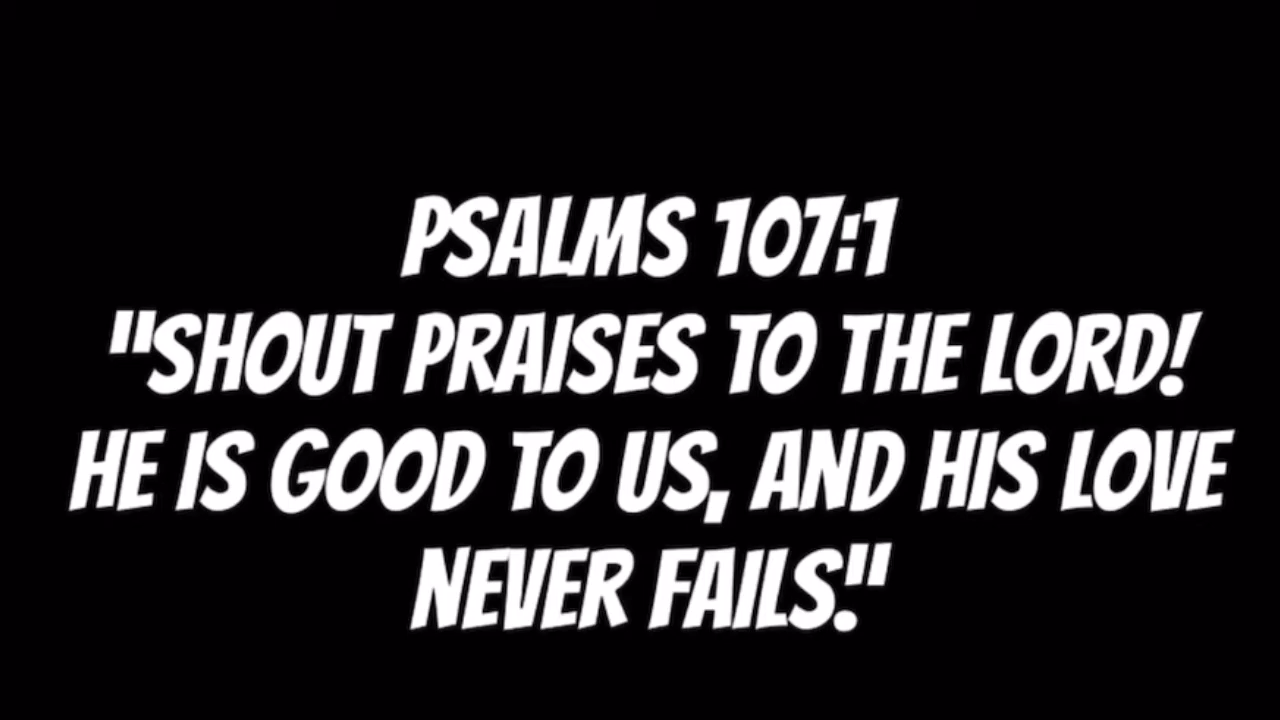 PSALMS 107:1
"SHOUT PRAISES TO THE LORD!
HE IS GOOD TO US, AND HIS LOVE
NEVER FAILS."